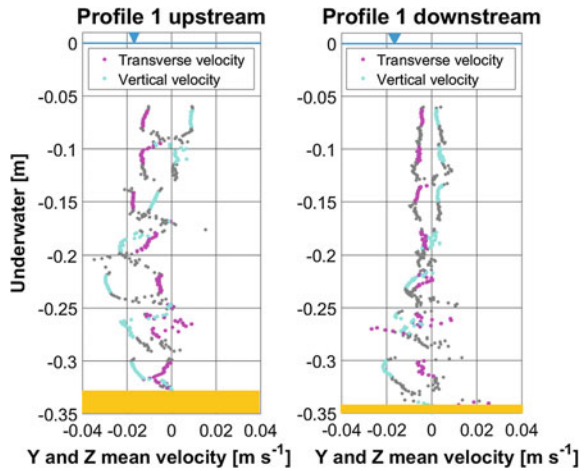 Profile 1 upstream
Profile 1 downstream
Transverse velocity
Vertical velocity
Transverse velocity
Vertical velocity
Underwater [m]
0
-0.05
-0.1
-0.15
-0.2
-0.25
-0.3
-0.35
0
-0.05
-0.1
-0.15
-0.2
-0.25
-0.3
-0.35
-0.04 -0.02 0 0.02 0.04
-0.04 -0.02 0 0.02 0.04
Y and Z mean velocity [m s⁻¹]
Y and Z mean velocity [m s⁻¹]